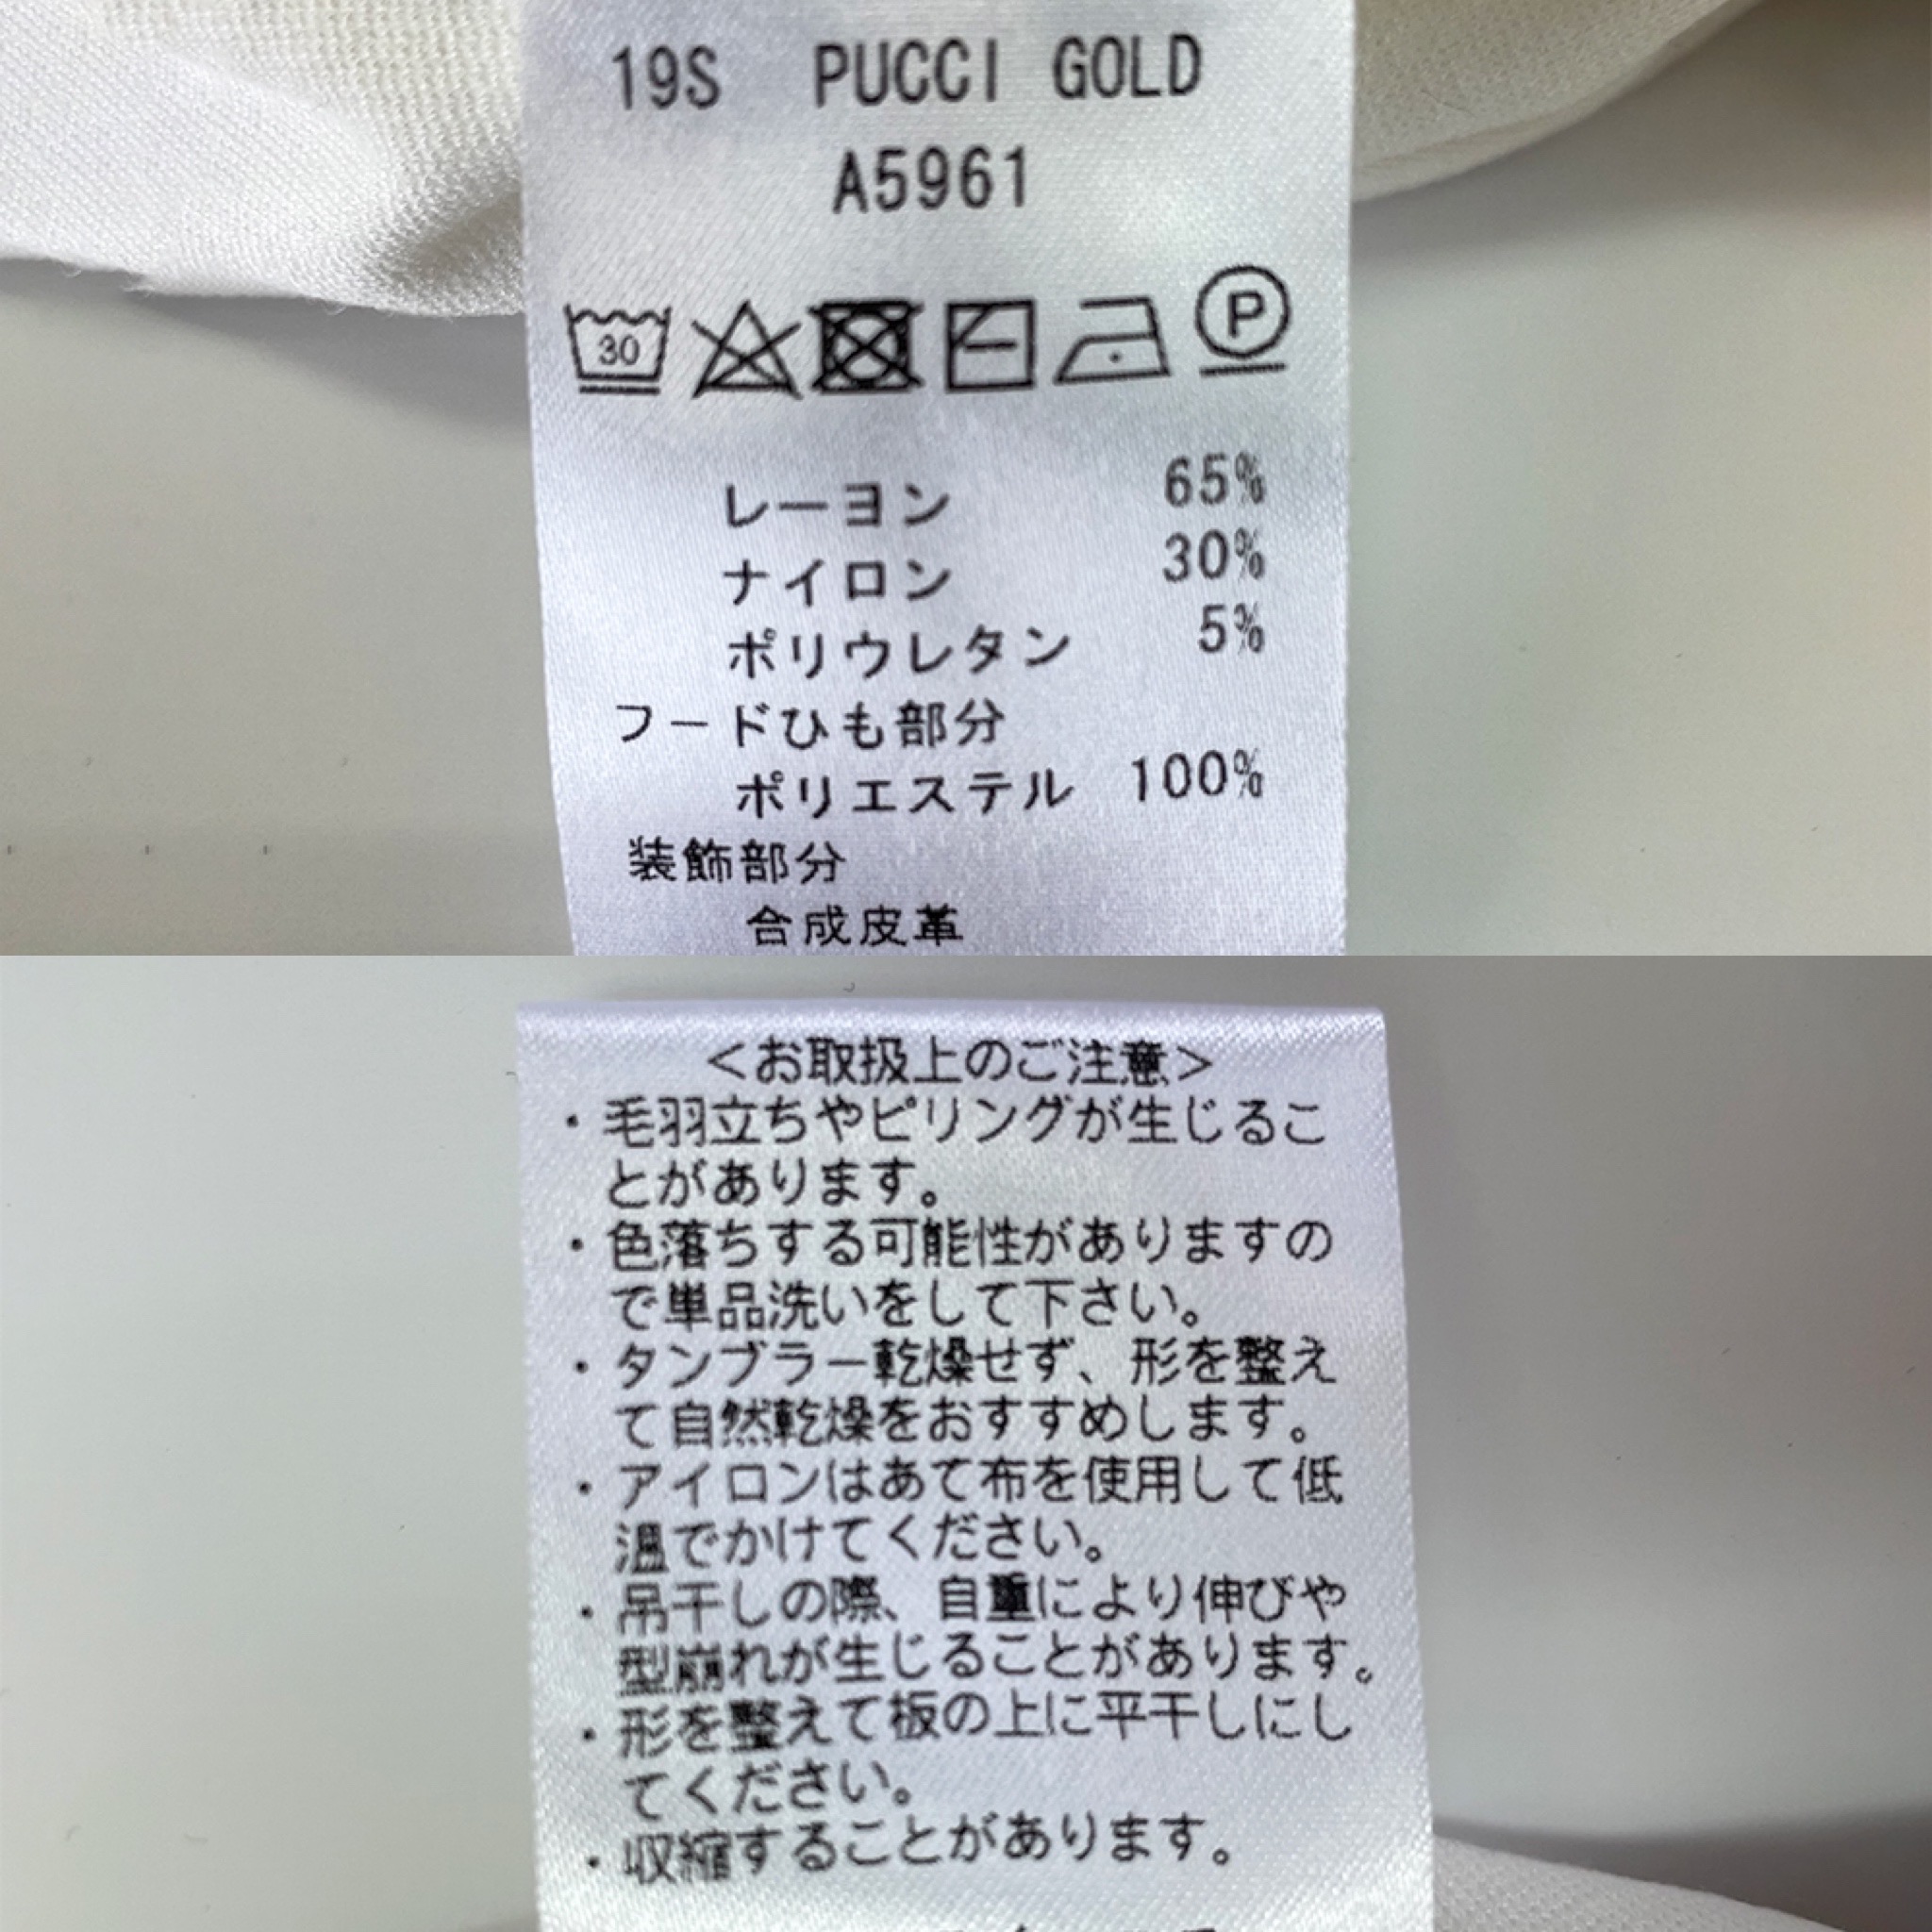 19S PUCCI GOLD
A5961
30
P
レーヨン 65%
ナイロン 30%
ポリウレタン 5%
フードひも部分
ポリエステル 100%
装飾部分
合成皮革
＜お取扱上のご注意＞
・毛羽立ちやピリングが生じるこ
とがあります。
・色落ちする可能性がありますの
で単品洗いをして下さい。
・タンブラー乾燥せず、形を整え
て自然乾燥をおすすめします。
・アイロンはあて布を使用して低
温でかけてください。
・吊干しの際、自重により伸びや
型崩れが生じることがあります。
・形を整えて板の上に平干しにし
てください。
・収縮することがあります。